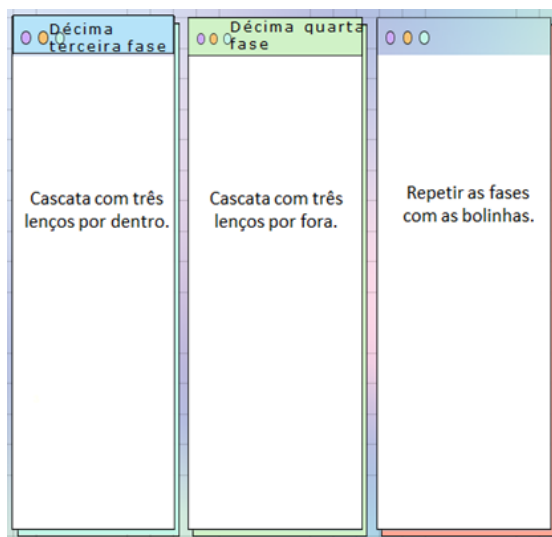 Décima
terceira fase
Cascata com três
lenços por dentro.
Décima quarta
fase
Cascata com três
lenços por fora.
Repetir as fases
com as bolinhas.